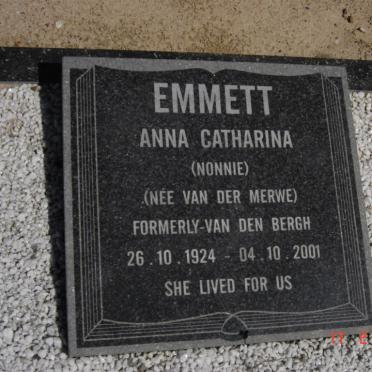 EMMETT
ANNA CATHARINA
(NONNIE)
(NÉE VAN DER MERWE)
FORMERLY-VAN DEN BERGH
26.10.1924 - 04.10.2001
SHE LIVED FOR US